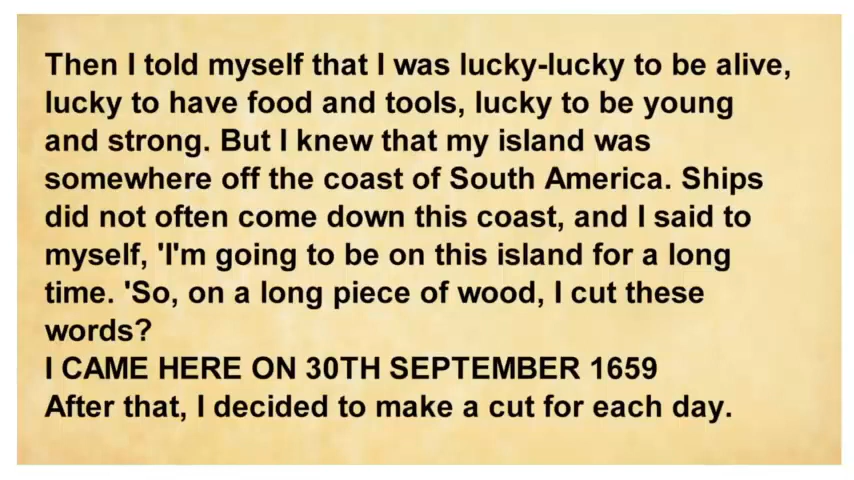 Then I told myself that I was lucky-lucky to be alive,
lucky to have food and tools, lucky to be young
and strong. But I knew that my island was
somewhere off the coast of South America. Ships
did not often come down this coast, and I said to
myself, 'I'm going to be on this island for a long
time. 'So, on a long piece of wood, I cut these
words?
I CAME HERE ON 30TH SEPTEMBER 1659
After that, I decided to make a cut for each day.